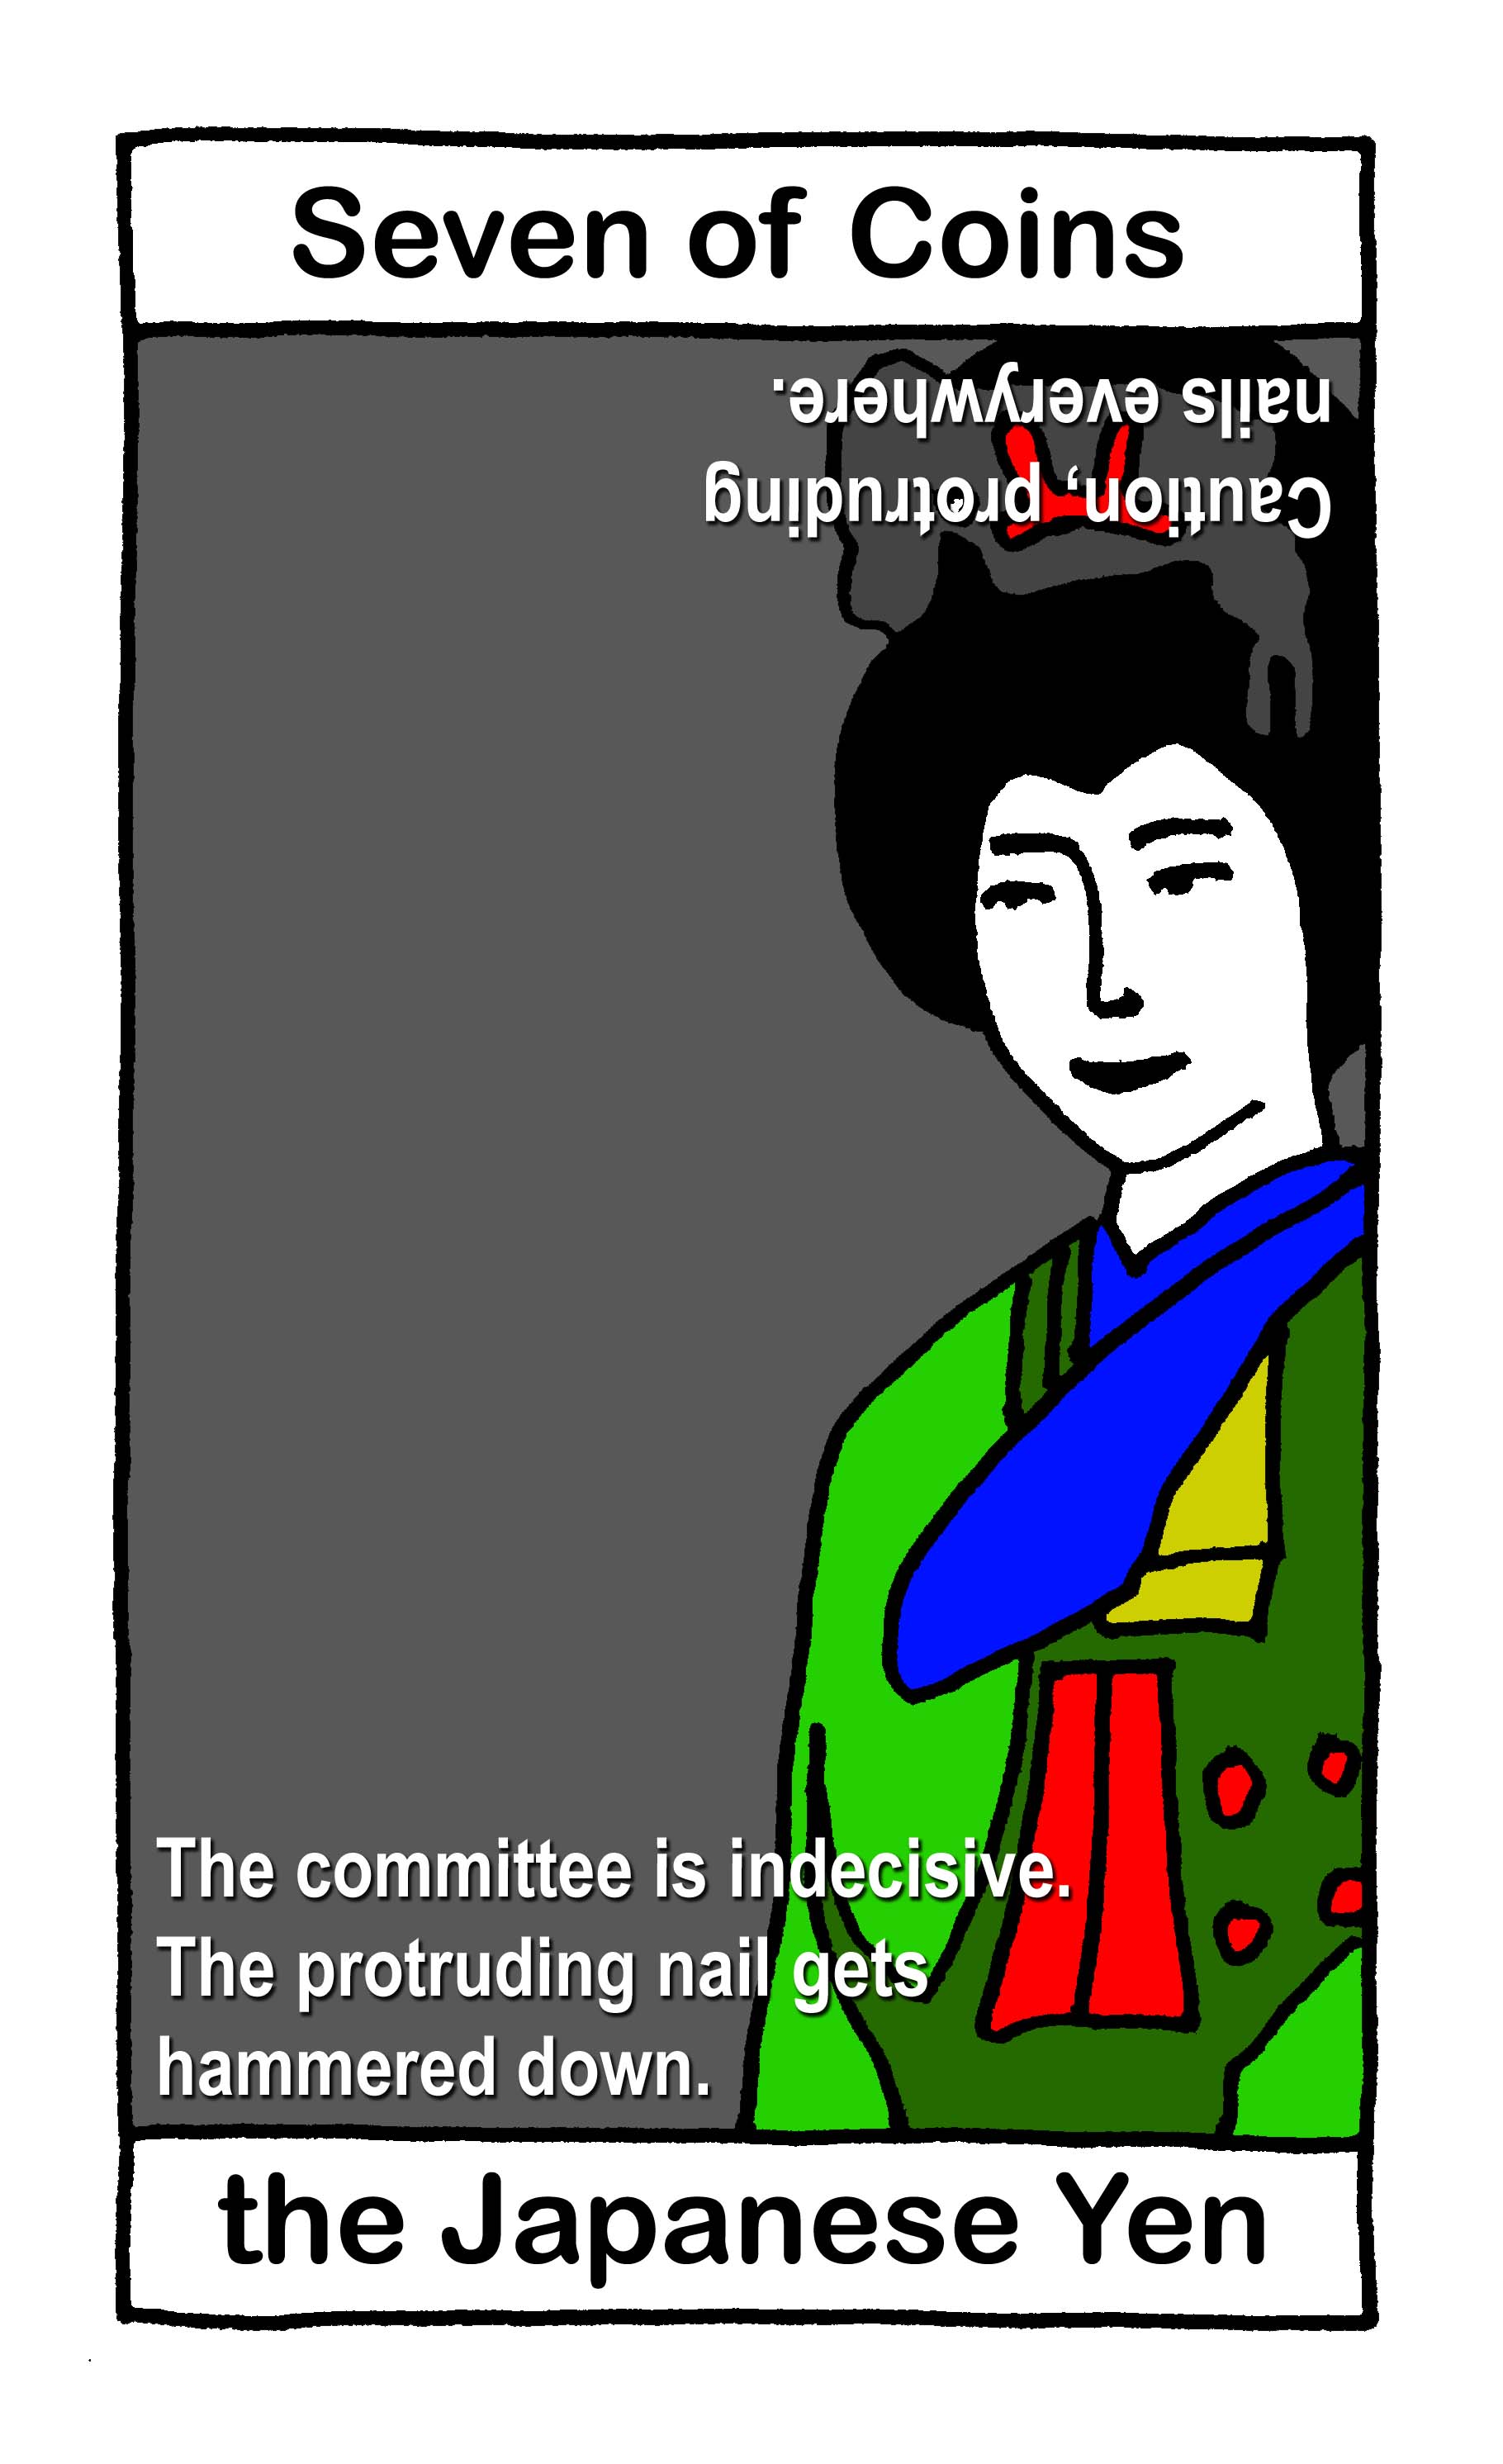 Seven of Coins
Caution, protruding
nails everywhere.
The committee is indecisive.
The protruding nail gets
hammered down.
the Japanese Yen